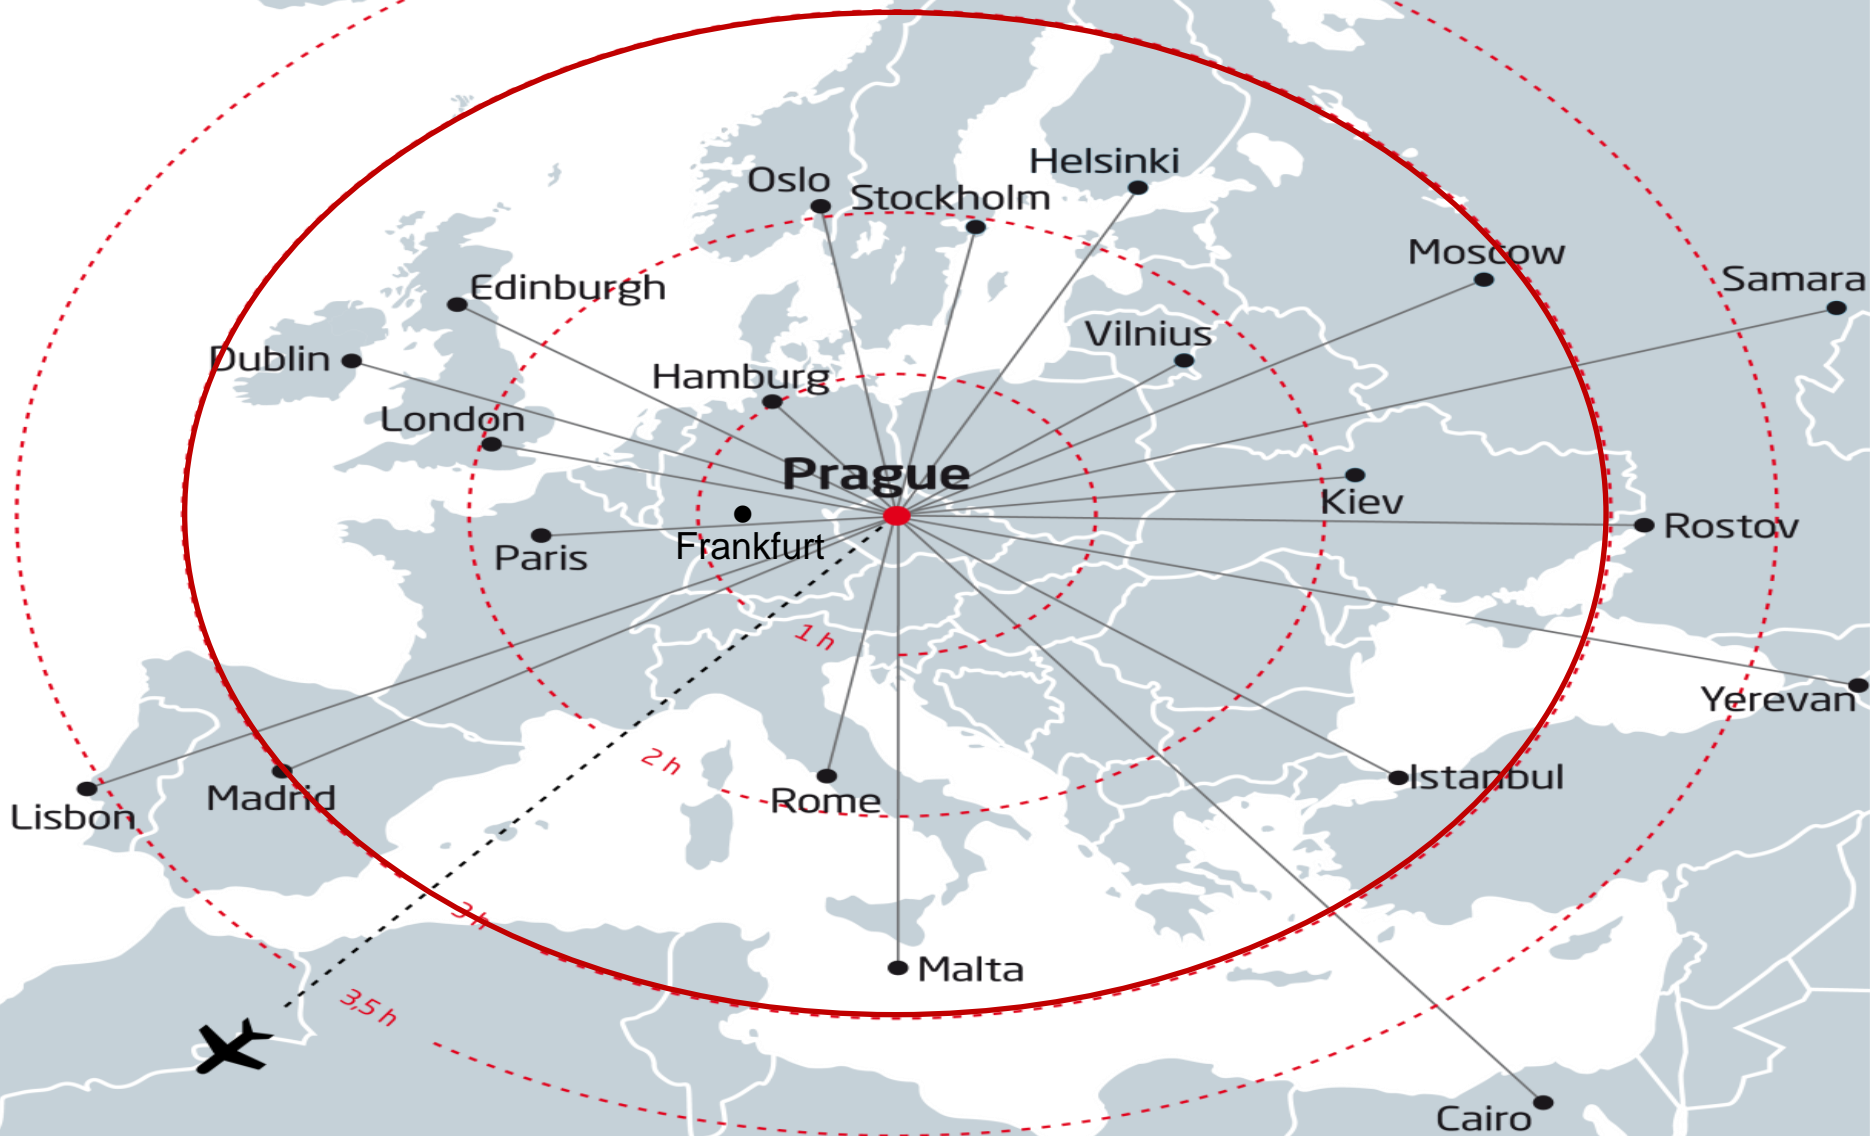 Helsinki
Oslo
Stockholm
Moscow
Samara
Edinburgh
Vilnius
Dublin
Hamburg
London
Prague
Kiev
Rostov
Frankfurt
Paris
1 h
Yerevan
2 h
Istanbul
Madrid
Rome
Lisbon
3 h
Malta
3,5 h
Cairo